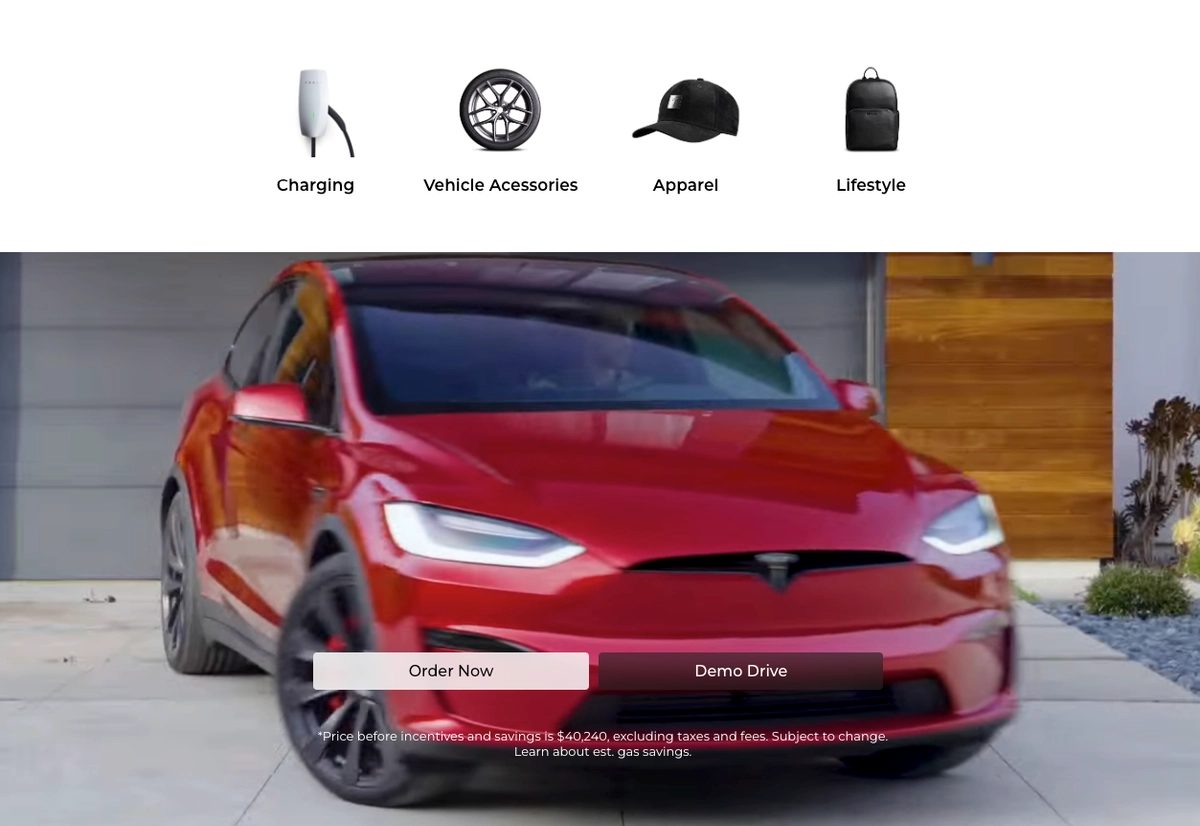 Charging
Vehicle Acessories
Apparel
Lifestyle
Order Now
Demo Drive
*Price before incentives and savings is $40,240, excluding taxes and fees. Subject to change.
Learn about est. gas savings.